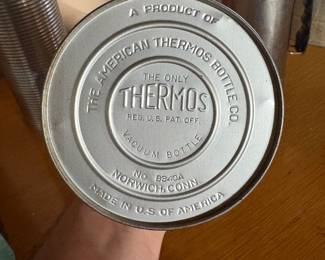 A PRODUCT OF
THE AMERICAN THERMOS BOTTLE CO.
THE ONLY
THERMOS
REG. U.S. PAT. OFF.
VACUUM BOTTLE
No.
NORWICH, CONN.
MADE IN U.S. OF AMERICA